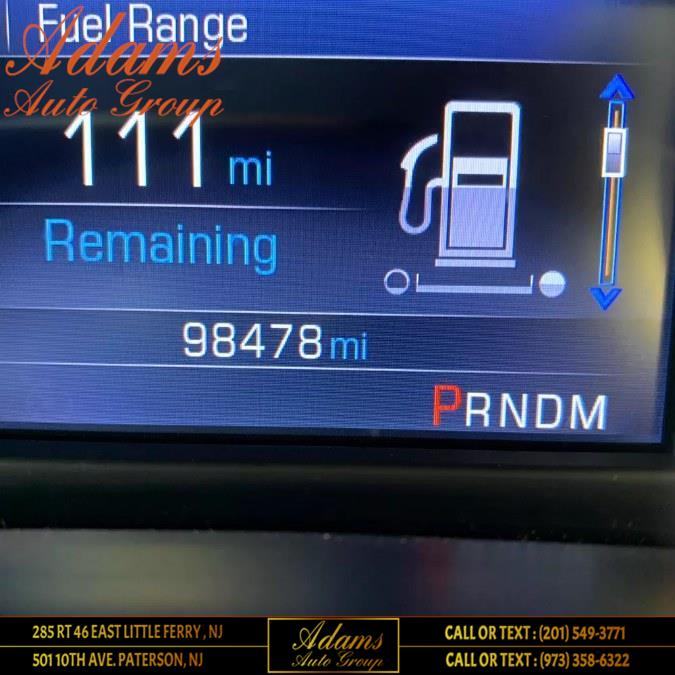 Fuel Range
Adams
Auto Group
111 mi
Remaining
98478 mi
PRNDM
285 RT 46 EAST LITTLE FERRY , NJ
501 10TH AVE. PATERSON, NJ
Adams
Auto Group
CALL OR TEXT : (201) 549-3771
CALL OR TEXT : (973) 358-6322